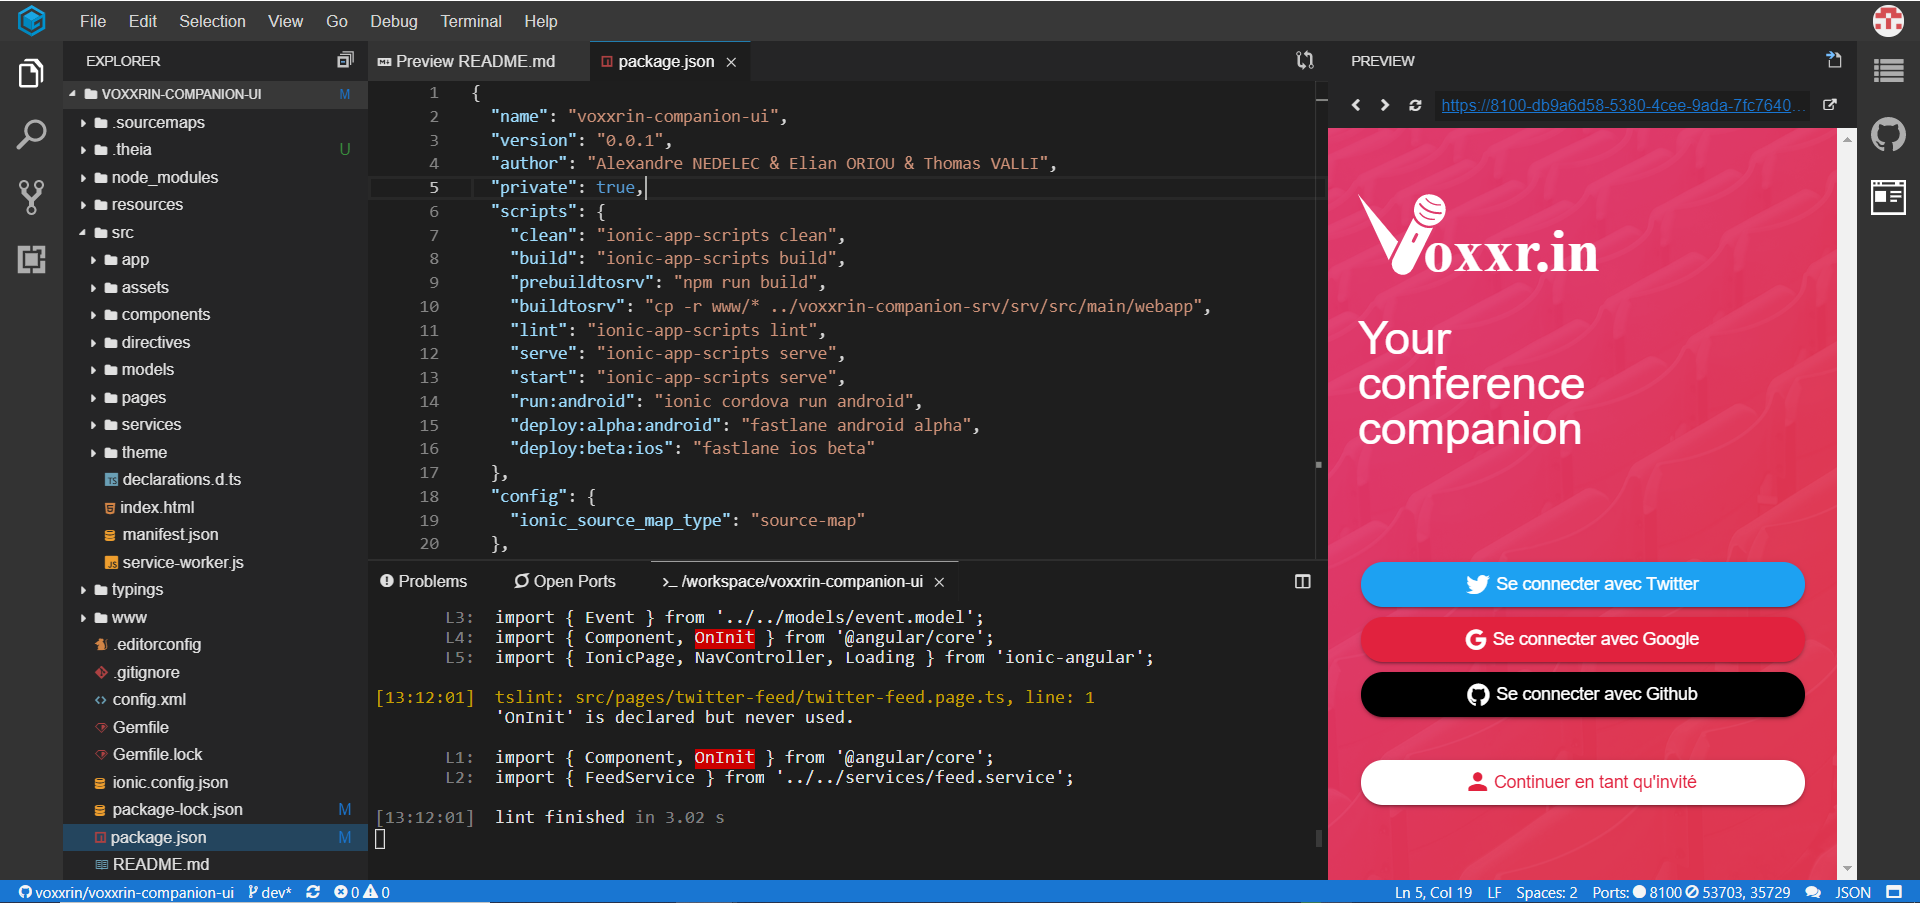 File Edit Selection View Go Debug Terminal Help
EXPLORER
VOXXRIN-COMPANION-UI M
.sourcemaps
.theia U
node_modules
resources
src
app
assets
components
directives
models
pages
services
theme
TS declarations.d.ts
index.html
manifest.json
JS service-worker.js
typings
www
.editorconfig
.gitignore
config.xml
Gemfile
Gemfile.lock
ionic.config.json
package-lock.json M
package.json M
README.md
Preview README.md
package.json ×
1 {
2 "name": "voxxrin-companion-ui",
3 "version": "0.0.1",
4 "author": "Alexandre NEDELEC & Elian ORIOU & Thomas VALLI",
5 "private": true,
6 "scripts": {
7 "clean": "ionic-app-scripts clean",
8 "build": "ionic-app-scripts build",
9 "prebuildtosrv": "npm run build",
10 "buildtosrv": "cp -r www/* ../voxxrin-companion-srv/srv/src/main/webapp",
11 "lint": "ionic-app-scripts lint",
12 "serve": "ionic-app-scripts serve",
13 "start": "ionic-app-scripts serve",
14 "run:android": "ionic cordova run android",
15 "deploy:alpha:android": "fastlane android alpha",
16 "deploy:beta:ios": "fastlane ios beta"
17 },
18 "config": {
19 "ionic_source_map_type": "source-map"
20 },
Problems Open Ports >_ /workspace/voxxrin-companion-ui ×
L3: import { Event } from '../../models/event.model';
L4: import { Component, OnInit } from '@angular/core';
L5: import { IonicPage, NavController, Loading } from 'ionic-angular';
[13:12:01] tslint: src/pages/twitter-feed/twitter-feed.page.ts, line: 1
'OnInit' is declared but never used.
L1: import { Component, OnInit } from '@angular/core';
L2: import { FeedService } from '../../services/feed.service';
[13:12:01] lint finished in 3.02 s
PREVIEW
https://8100-db9a6d58-5380-4cee-9ada-7fc7640...
Voxxr.in
Your
conference
companion
Se connecter avec Twitter
Se connecter avec Google
Se connecter avec Github
Continuer en tant qu'invité
voxxrin/voxxrin-companion-ui dev* 0 0
Ln 5, Col 19 LF Spaces: 2 Ports: 8100 53703, 35729 JSON